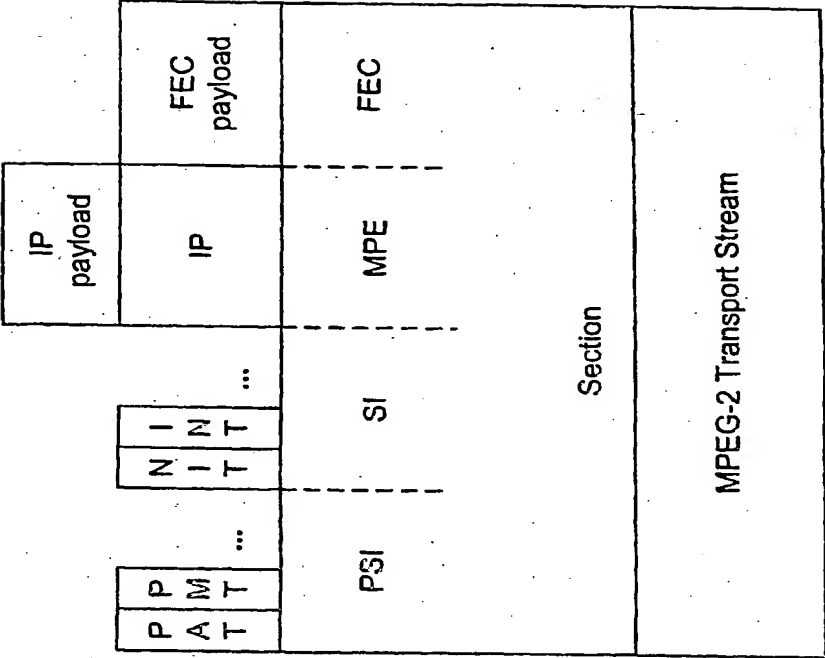 IP
payload
P
A
T
P
M
T
...
N
I
T
I
N
T
...
IP
FEC
payload
PSI
SI
MPE
FEC
Section
MPEG-2 Transport Stream